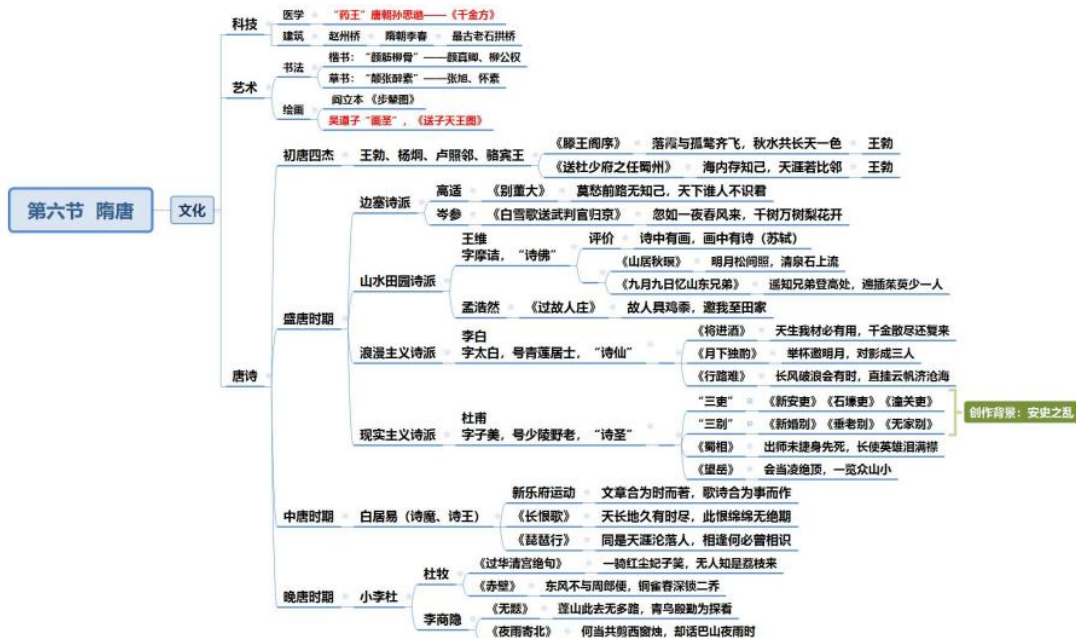 第六节 隋唐
文化
科技
医学 “药王”唐朝孙思邈——《千金方》
建筑 赵州桥 隋朝李春 最古老石拱桥
艺术
书法
楷书：“颜筋柳骨”——颜真卿、柳公权
草书：“颠张醉素”——张旭、怀素
绘画
阎立本《步辇图》
吴道子“画圣”，《送子天王图》
唐诗
初唐四杰 王勃、杨炯、卢照邻、骆宾王
《滕王阁序》 落霞与孤鹜齐飞，秋水共长天一色 王勃
《送杜少府之任蜀州》 海内存知己，天涯若比邻 王勃
盛唐时期
边塞诗派
高适 《别董大》 莫愁前路无知己，天下谁人不识君
岑参 《白雪歌送武判官归京》 忽如一夜春风来，千树万树梨花开
山水田园诗派
王维
字摩诘，“诗佛”
评价 诗中有画，画中有诗（苏轼）
《山居秋暝》 明月松间照，清泉石上流
《九月九日忆山东兄弟》 遥知兄弟登高处，遍插茱萸少一人
孟浩然 《过故人庄》 故人具鸡黍，邀我至田家
浪漫主义诗派
李白
字太白，号青莲居士，“诗仙”
《将进酒》 天生我材必有用，千金散尽还复来
《月下独酌》 举杯邀明月，对影成三人
《行路难》 长风破浪会有时，直挂云帆济沧海
现实主义诗派
杜甫
字子美，号少陵野老，“诗圣”
“三吏” 《新安吏》《石壕吏》《潼关吏》
“三别” 《新婚别》《垂老别》《无家别》
创作背景：安史之乱
《蜀相》 出师未捷身先死，长使英雄泪满襟
《望岳》 会当凌绝顶，一览众山小
中唐时期 白居易（诗魔、诗王）
新乐府运动 文章合为时而著，歌诗合为事而作
《长恨歌》 天长地久有时尽，此恨绵绵无绝期
《琵琶行》 同是天涯沦落人，相逢何必曾相识
晚唐时期 小李杜
杜牧
《过华清宫绝句》 一骑红尘妃子笑，无人知是荔枝来
《赤壁》 东风不与周郎便，铜雀春深锁二乔
李商隐
《无题》 蓬山此去无多路，青鸟殷勤为探看
《夜雨寄北》 何当共剪西窗烛，却话巴山夜雨时